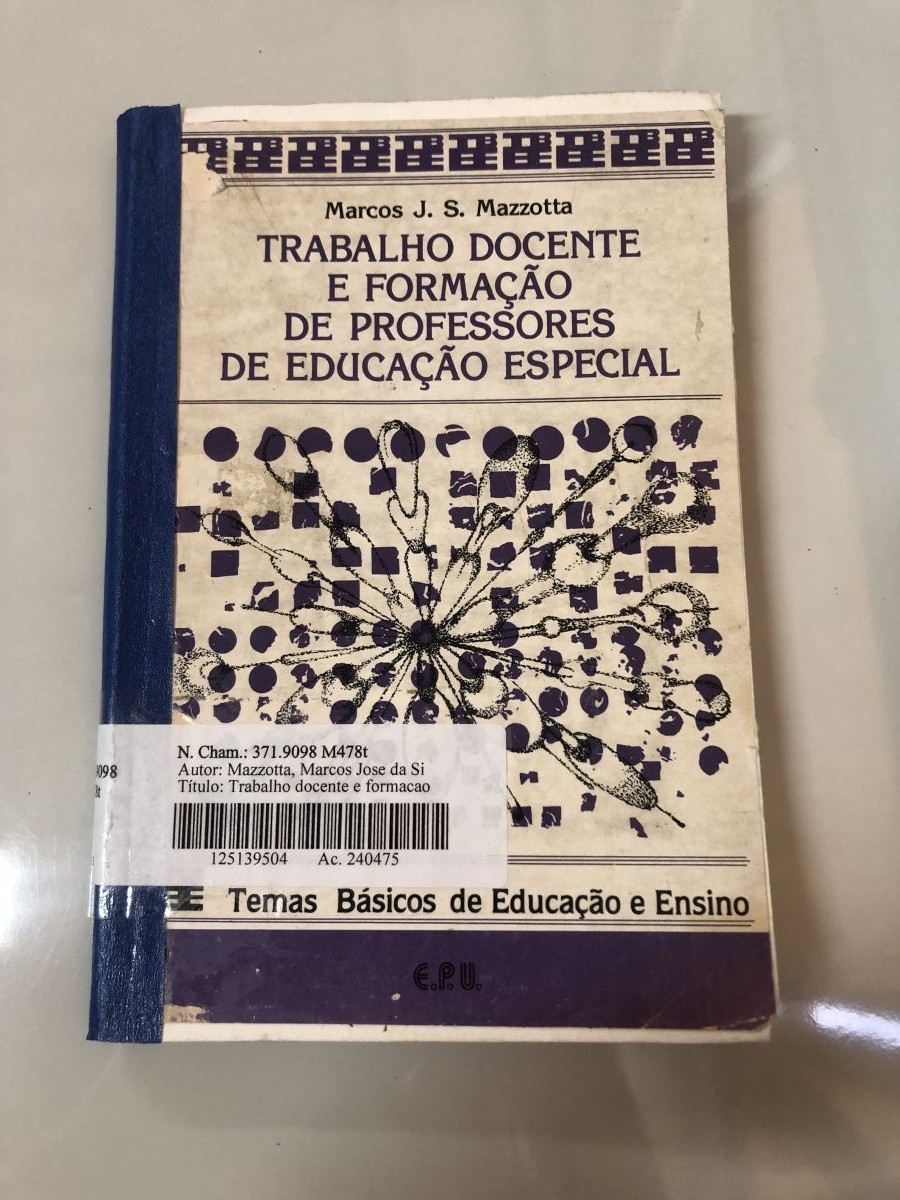 Marcos J. S. Mazzotta
TRABALHO DOCENTE
E FORMAÇÃO
DE PROFESSORES
DE EDUCAÇÃO ESPECIAL
N. Cham.: 371.9098 M478t
Autor: Mazzotta, Marcos Jose da Si
Título: Trabalho docente e formacao
125139504 Ac. 240475
Temas Básicos de Educação e Ensino
E.P.U.